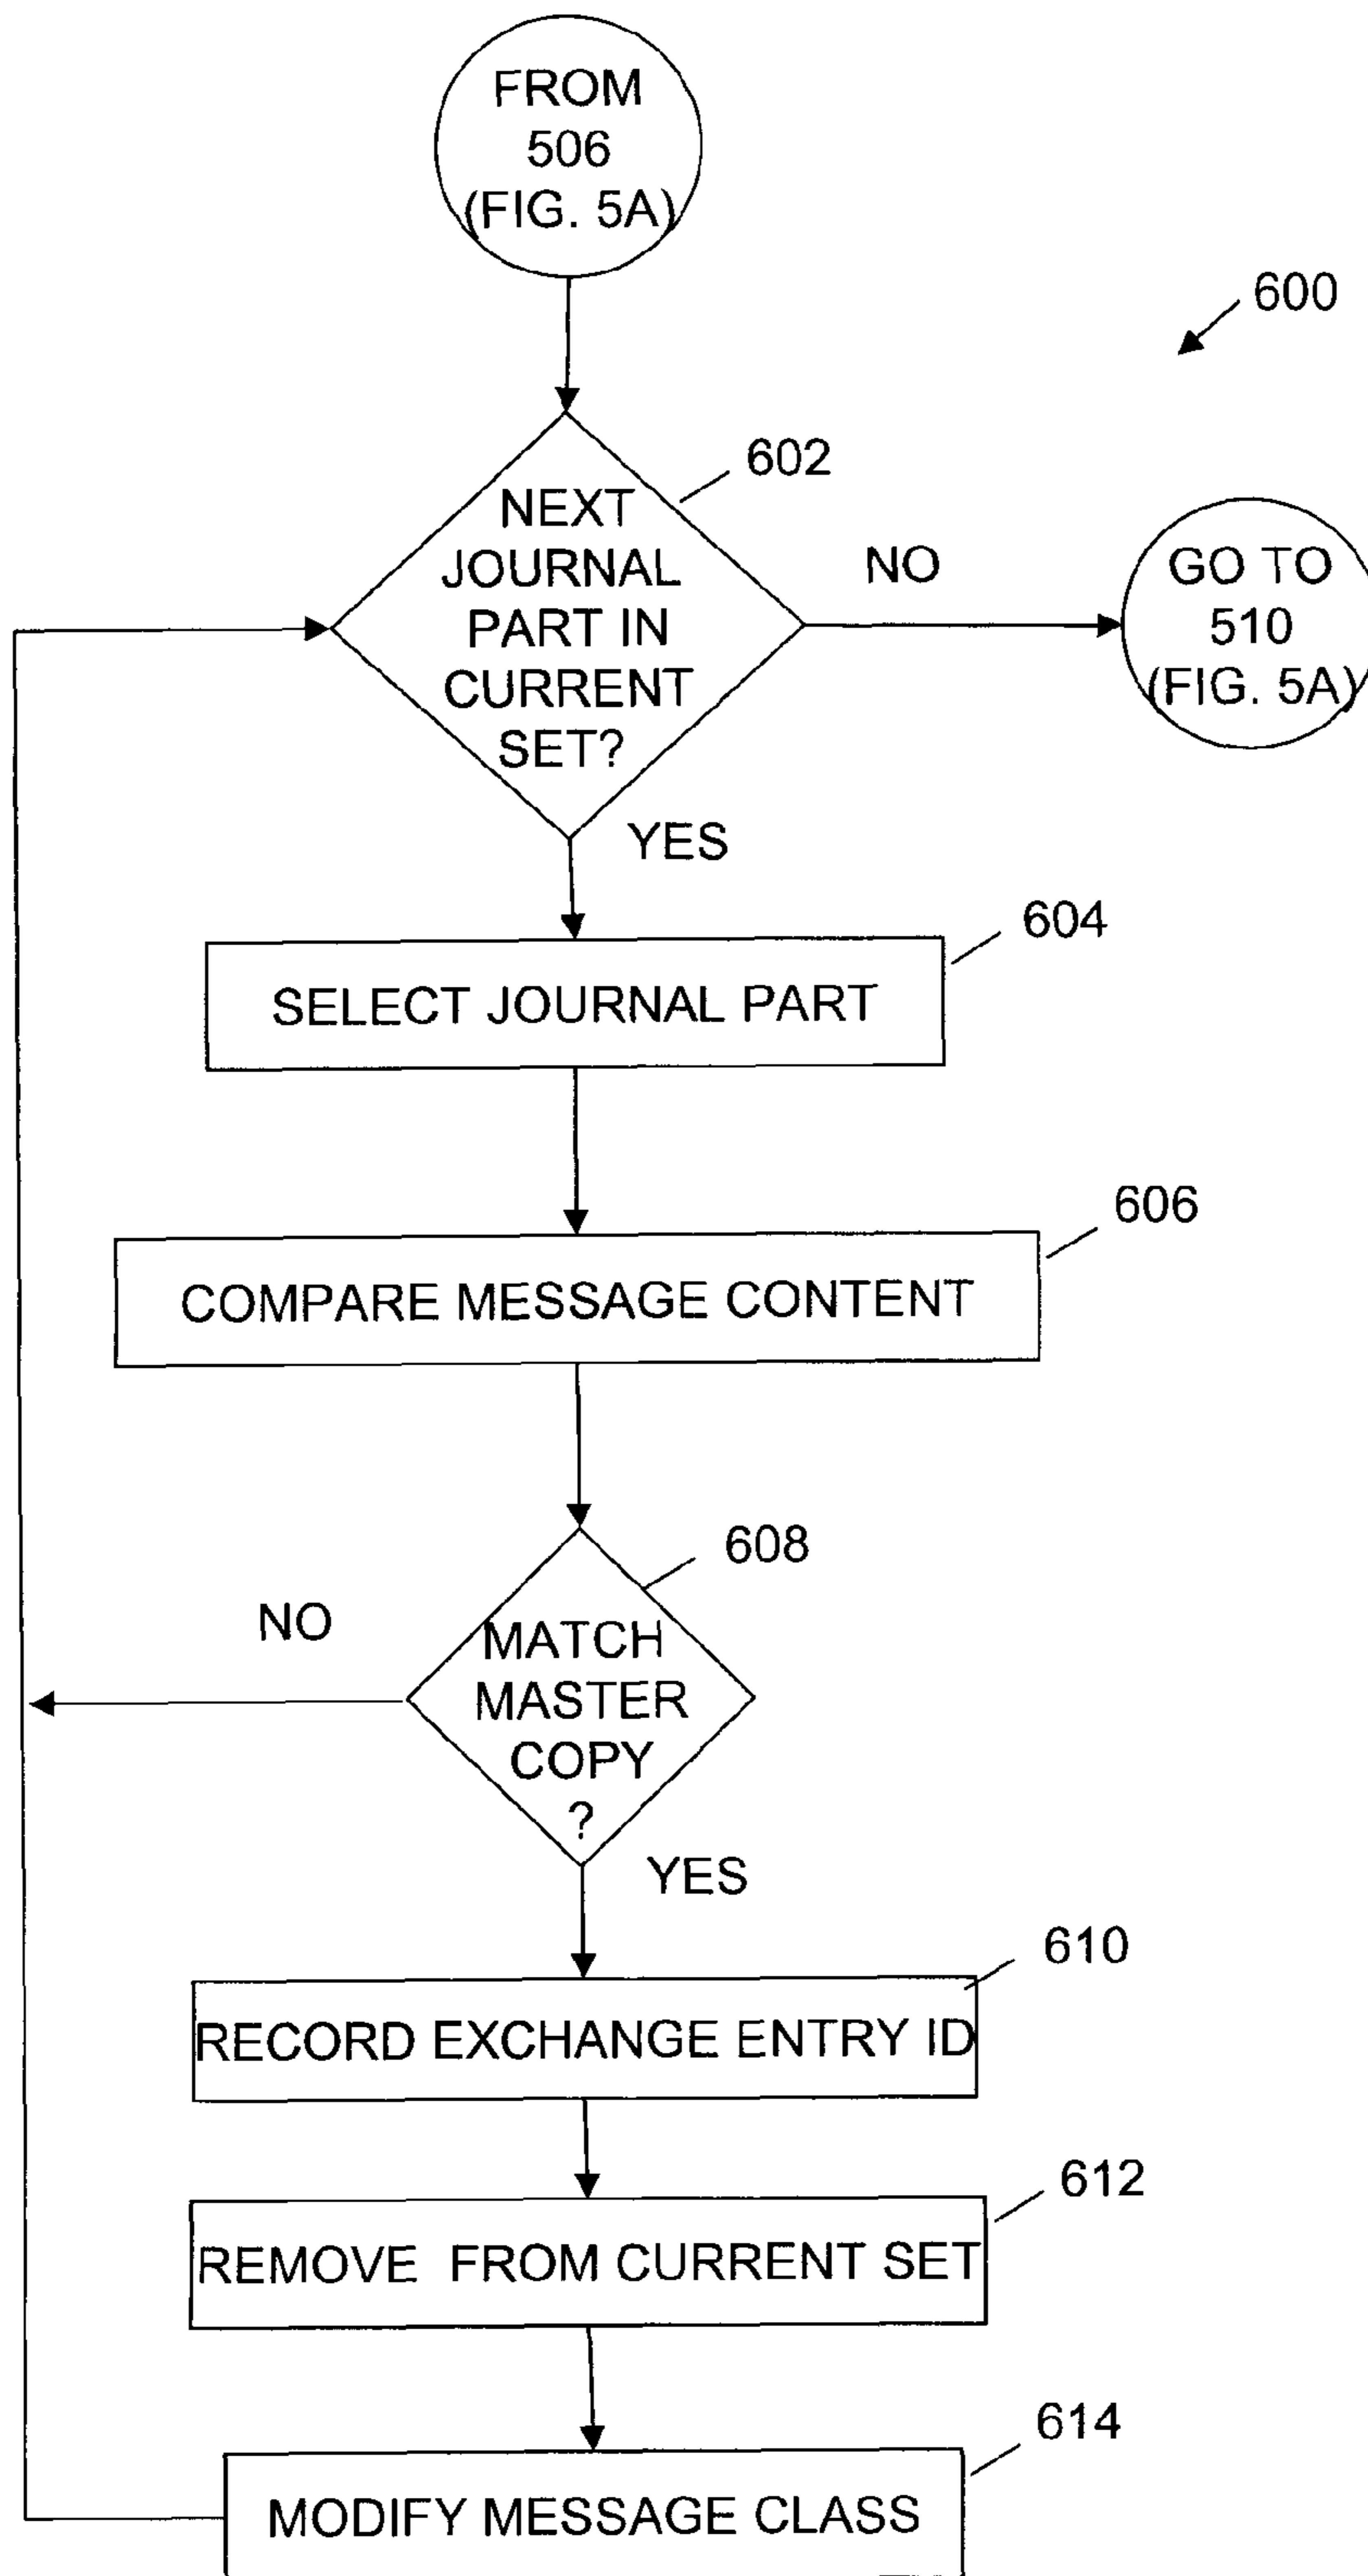 FROM
506
(FIG. 5A)
600
602
NEXT
JOURNAL
PART IN
CURRENT
SET?
NO
GO TO
510
(FIG. 5A)
YES
604
SELECT JOURNAL PART
606
COMPARE MESSAGE CONTENT
608
NO
MATCH
MASTER
COPY
?
YES
610
RECORD EXCHANGE ENTRY ID
612
REMOVE FROM CURRENT SET
614
MODIFY MESSAGE CLASS